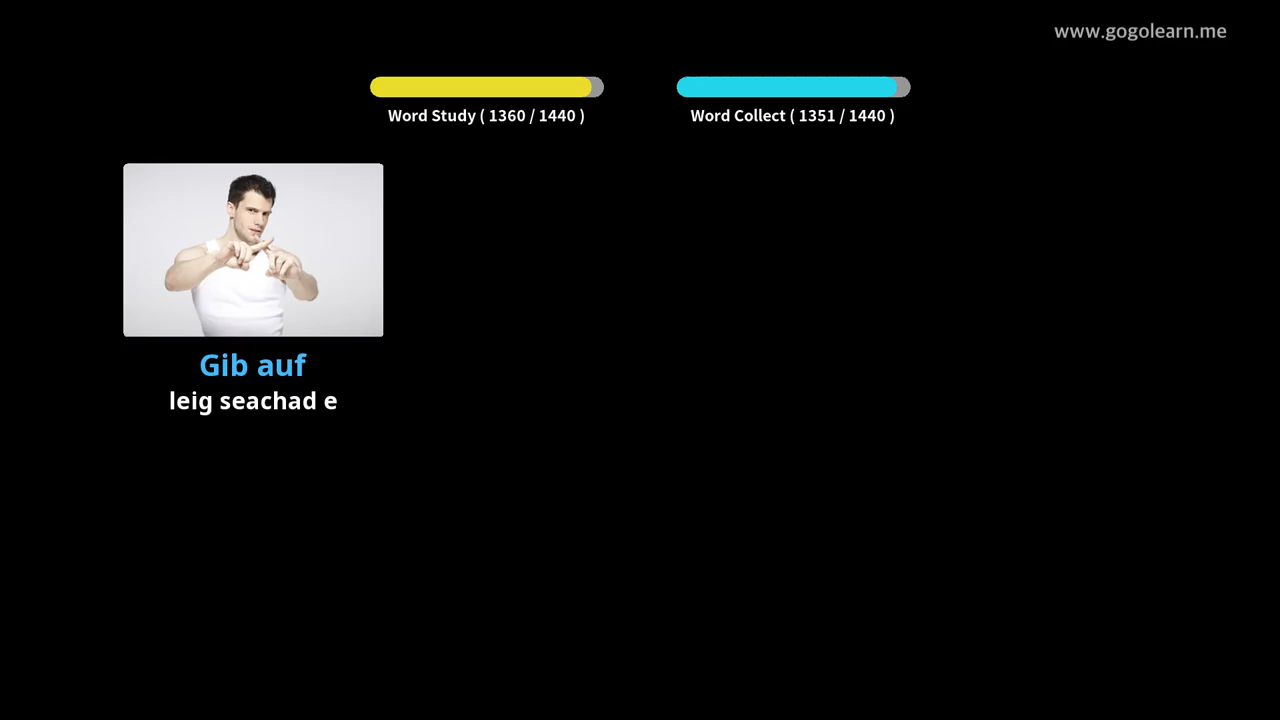 www.gogolearn.me
Word Study ( 1360 / 1440 )
Word Collect ( 1351 / 1440 )
Gib auf
leig seachad e